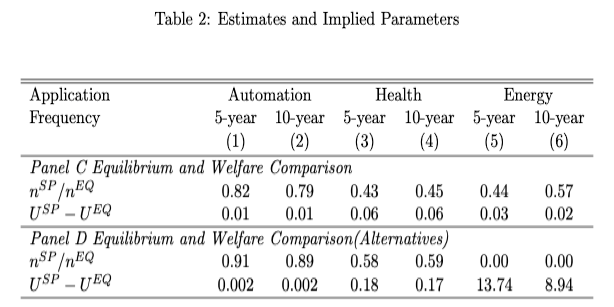 Table 2: Estimates and Implied Parameters
Application Automation Health Energy
Frequency 5-year 10-year 5-year 10-year 5-year 10-year
(1) (2) (3) (4) (5) (6)
Panel C Equilibrium and Welfare Comparison
n^SP/n^EQ 0.82 0.79 0.43 0.45 0.44 0.57
U^SP − U^EQ 0.01 0.01 0.06 0.06 0.03 0.02
Panel D Equilibrium and Welfare Comparison(Alternatives)
n^SP/n^EQ 0.91 0.89 0.58 0.59 0.00 0.00
U^SP − U^EQ 0.002 0.002 0.18 0.17 13.74 8.94